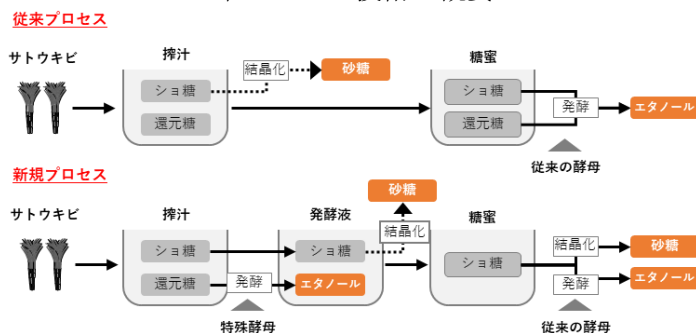 従来プロセス
サトウキビ
搾汁
結晶化
砂糖
糖蜜
ショ糖
還元糖
ショ糖
還元糖
発酵
エタノール
従来の酵母
新規プロセス
砂糖
サトウキビ
搾汁
発酵液
結晶化
糖蜜
ショ糖
ショ糖
ショ糖
結晶化
砂糖
還元糖
発酵
エタノール
発酵
エタノール
特殊酵母
従来の酵母